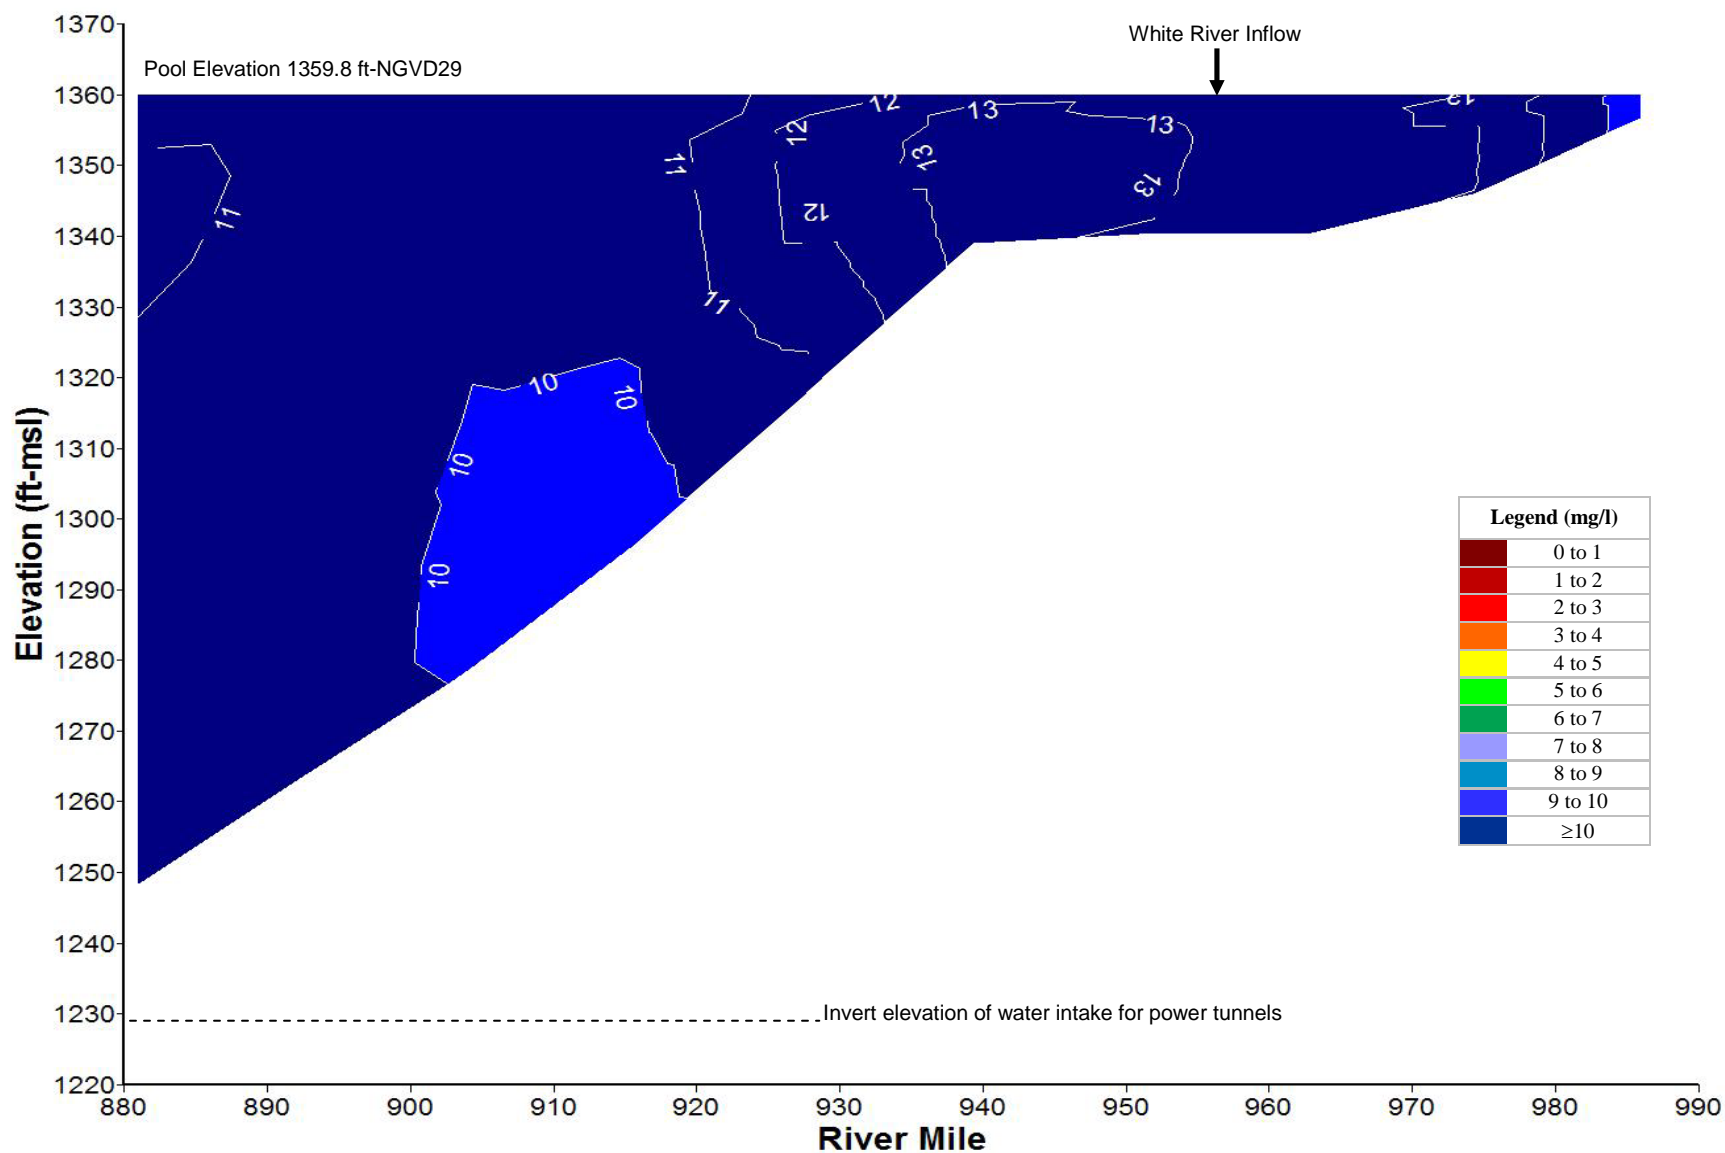 1370
White River Inflow
Pool Elevation 1359.8 ft-NGVD29
1360
12
13
12
12
13
1350
11
13
13
11
12
1340
1330
11
1320
10
10
1310
10
Elevation (ft-msl)
1300
Legend (mg/l)
0 to 1
1 to 2
2 to 3
3 to 4
4 to 5
5 to 6
6 to 7
7 to 8
8 to 9
9 to 10
≥10
1290
10
1280
1270
1260
1250
1240
1230
Invert elevation of water intake for power tunnels
1220
880 890 900 910 920 930 940 950 960 970 980 990
River Mile